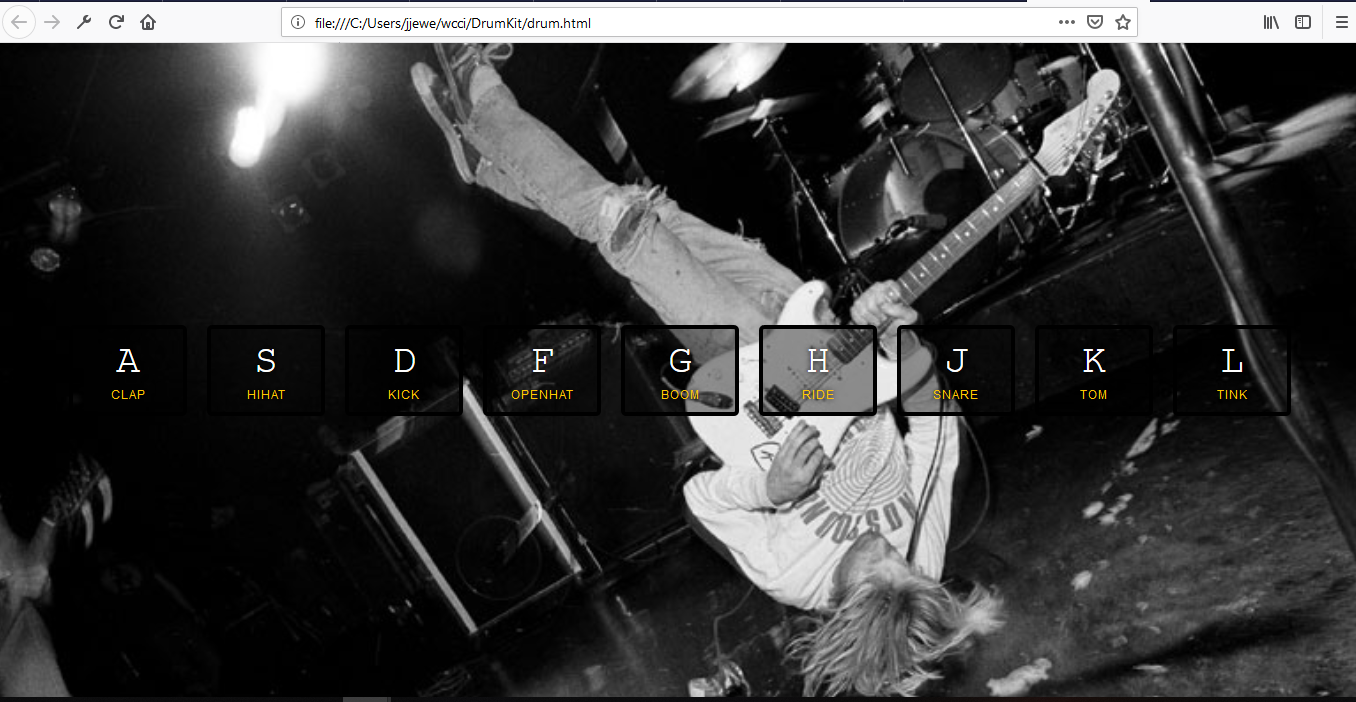 file:///C:/Users/jjewe/wcci/DrumKit/drum.html
A S D F G H J K L
CLAP HIHAT KICK OPENHAT BOOM RIDE SNARE TOM TINK